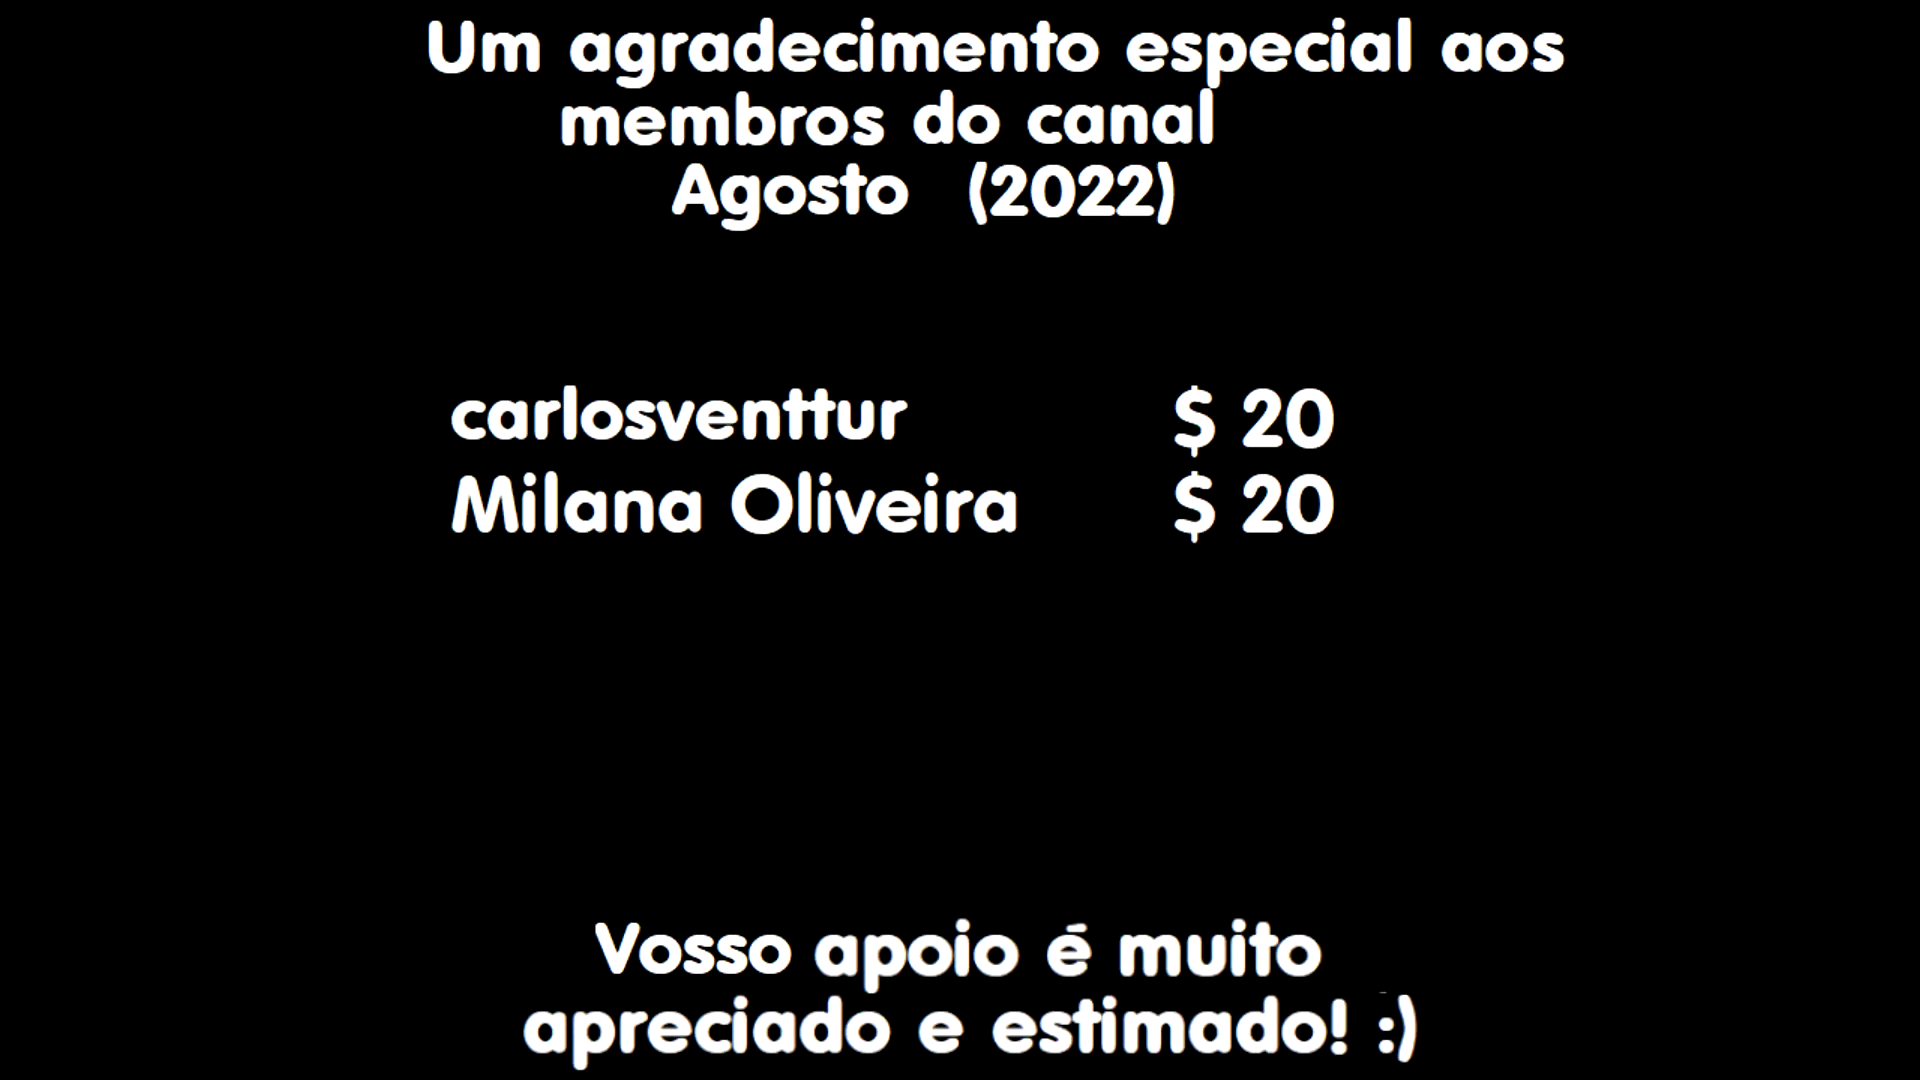 Um agradecimento especial aos
membros do canal
Agosto (2022)
carlosventtur $ 20
Milana Oliveira $ 20
Vosso apoio é muito
apreciado e estimado! :)